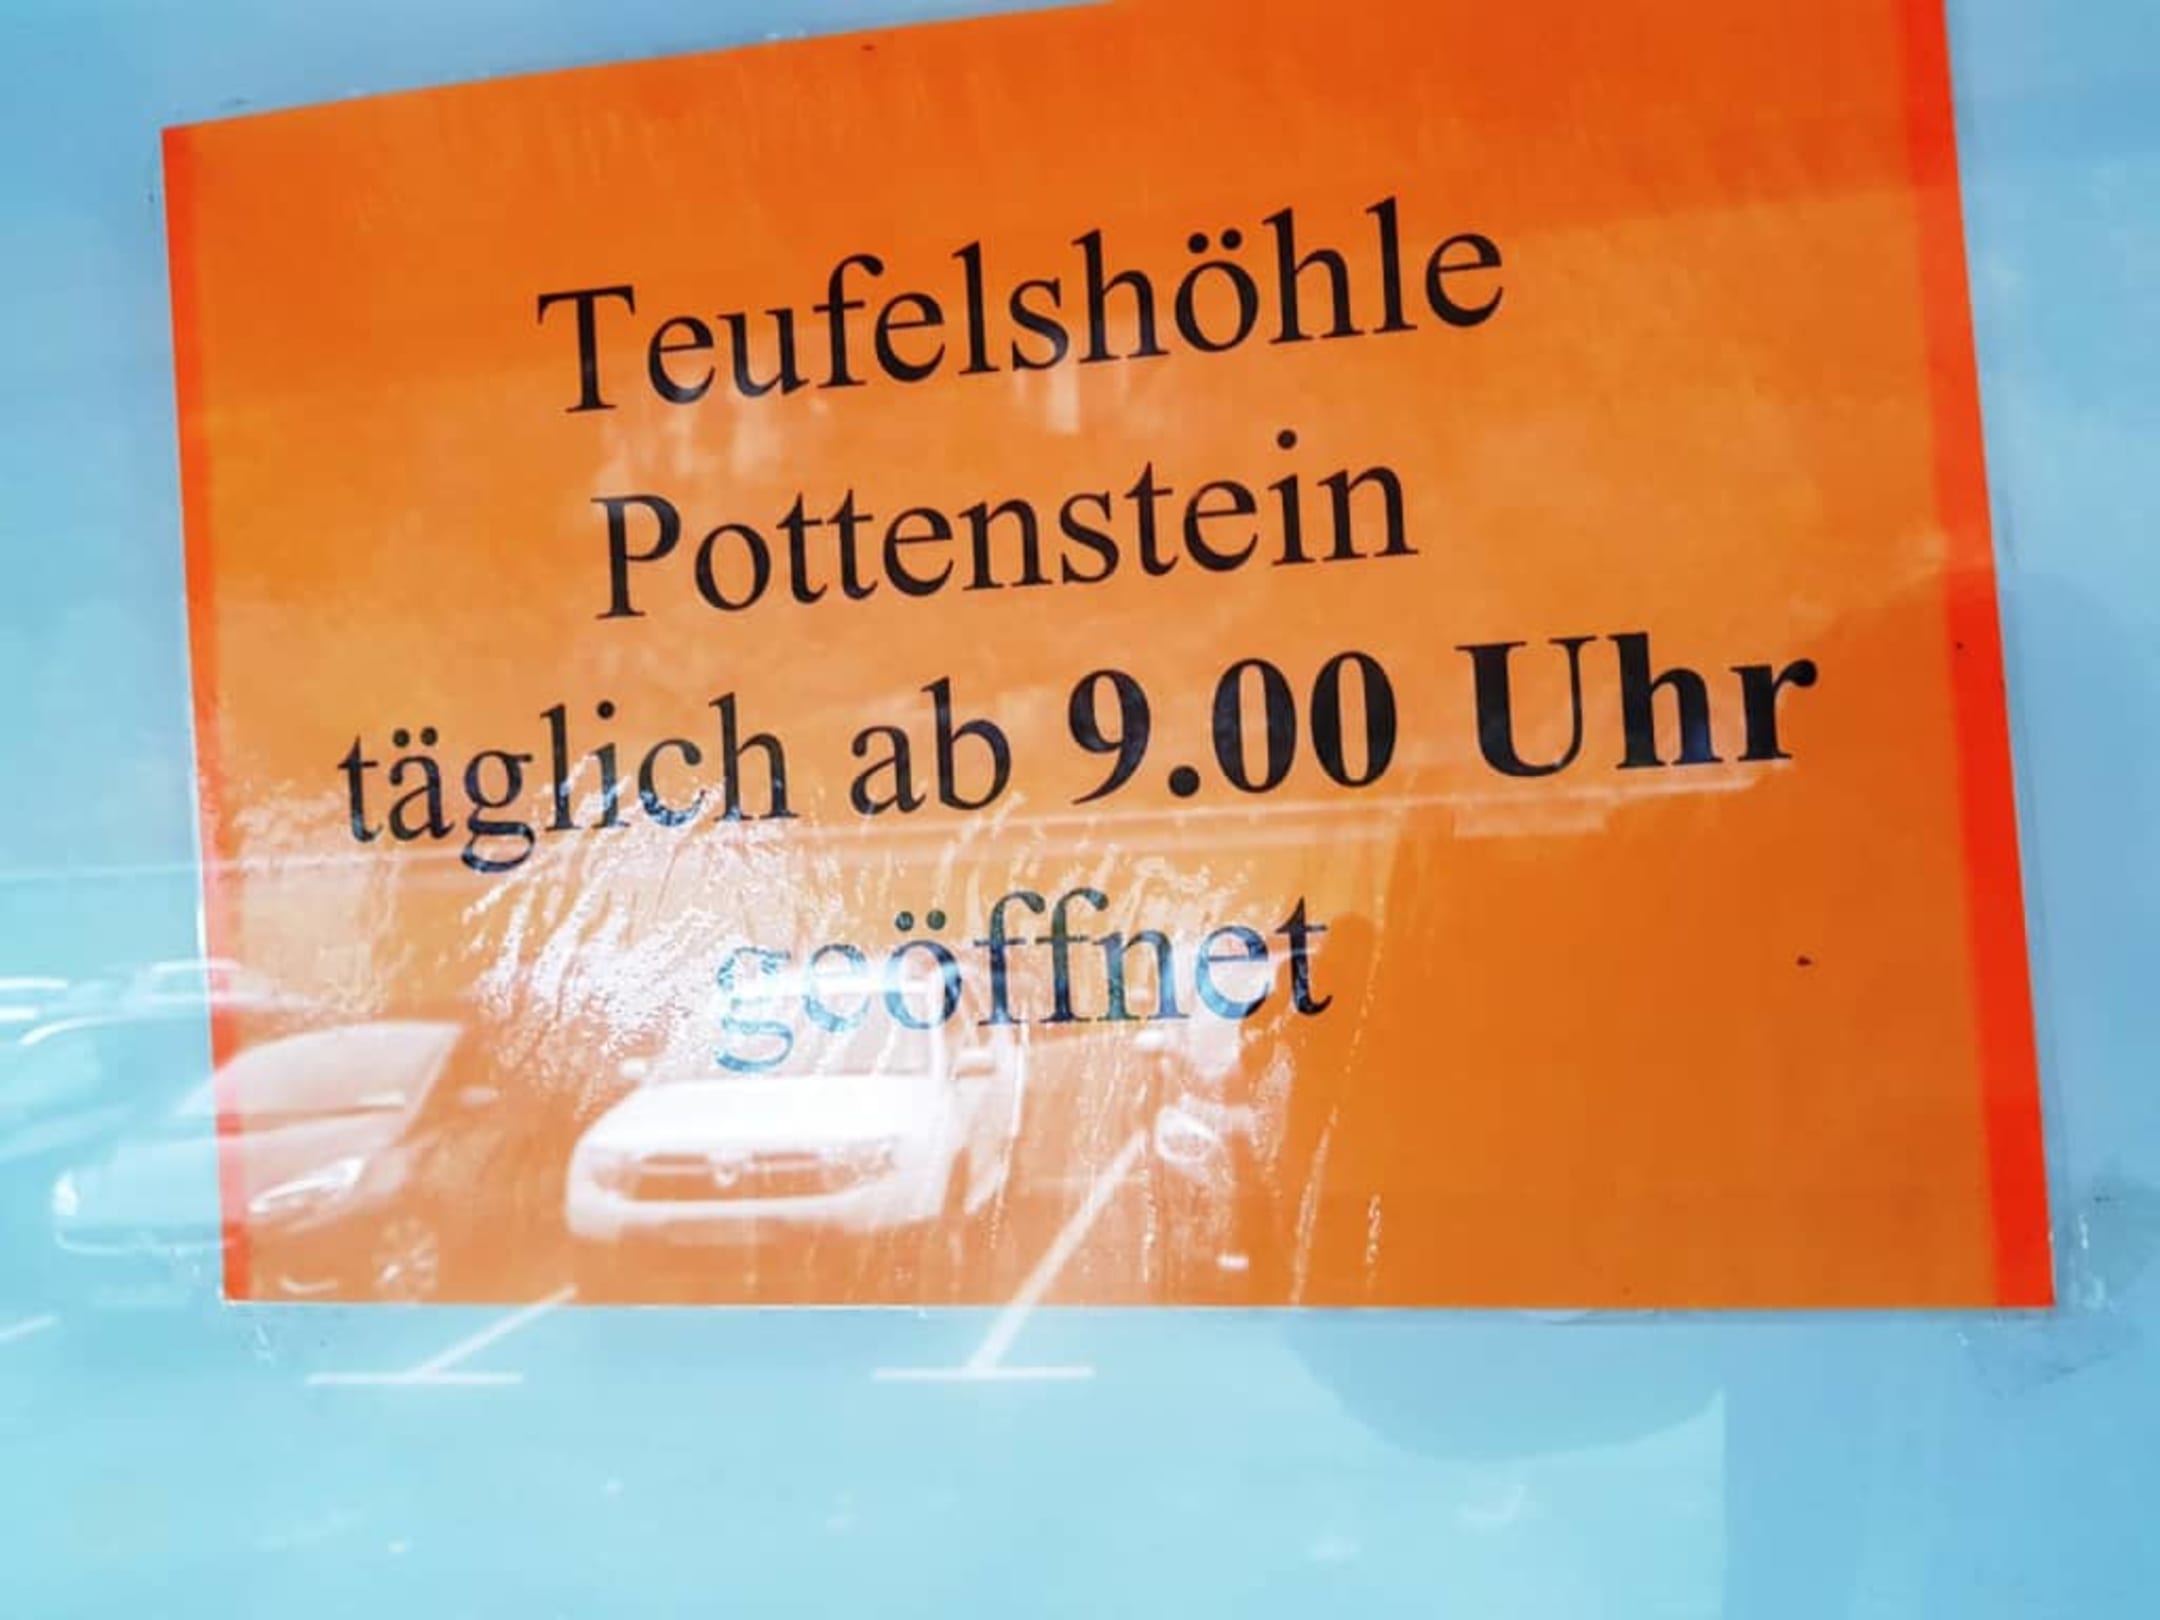 Teufelshöhle
Pottenstein
täglich ab 9.00 Uhr
geöffnet